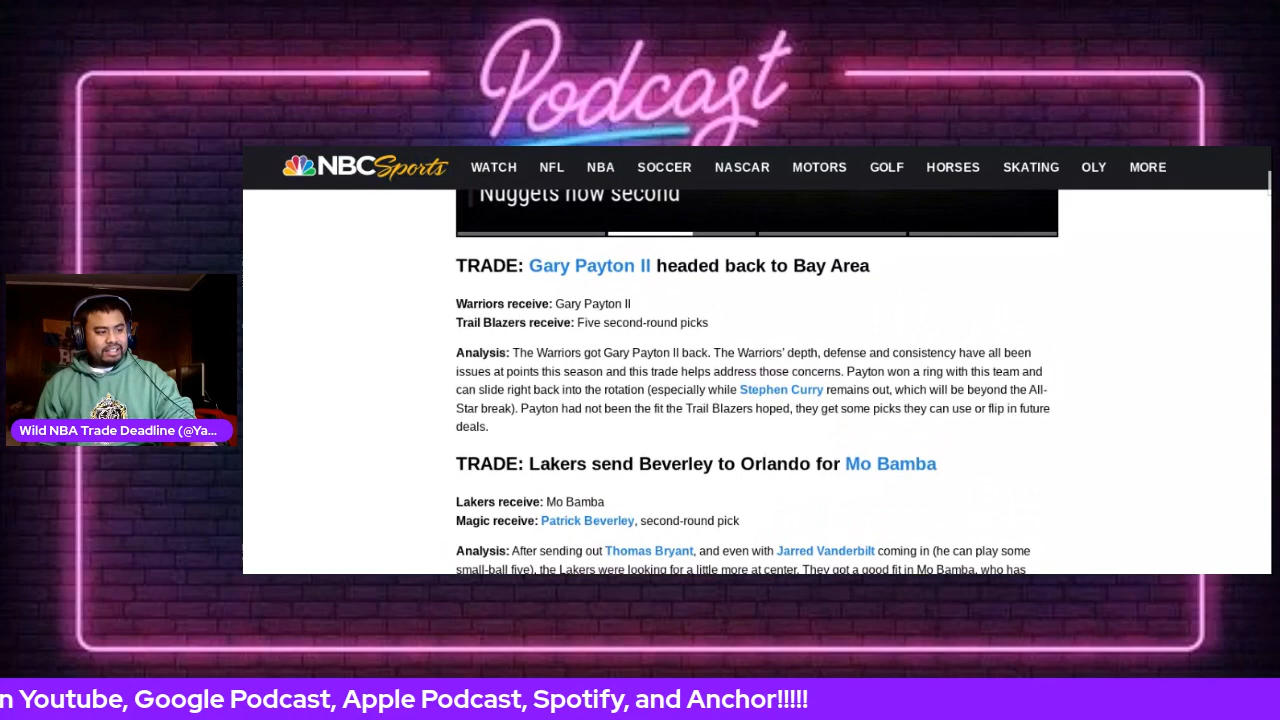 Podcast
NBC Sports WATCH NFL NBA SOCCER NASCAR MOTORS GOLF HORSES SKATING OLY MORE
Nuggets now second
TRADE: Gary Payton II headed back to Bay Area
Warriors receive: Gary Payton II
Trail Blazers receive: Five second-round picks
Analysis: The Warriors got Gary Payton II back. The Warriors' depth, defense and consistency have all been
issues at points this season and this trade helps address those concerns. Payton won a ring with this team and
can slide right back into the rotation (especially while Stephen Curry remains out, which will be beyond the All-
Star break). Payton had not been the fit the Trail Blazers hoped, they get some picks they can use or flip in future
deals.
TRADE: Lakers send Beverley to Orlando for Mo Bamba
Lakers receive: Mo Bamba
Magic receive: Patrick Beverley, second-round pick
Analysis: After sending out Thomas Bryant, and even with Jarred Vanderbilt coming in (he can play some
small-ball five), the Lakers were looking for a little more at center. They got a good fit in Mo Bamba, who has
Wild NBA Trade Deadline (@Ya...
n Youtube, Google Podcast, Apple Podcast, Spotify, and Anchor!!!!!